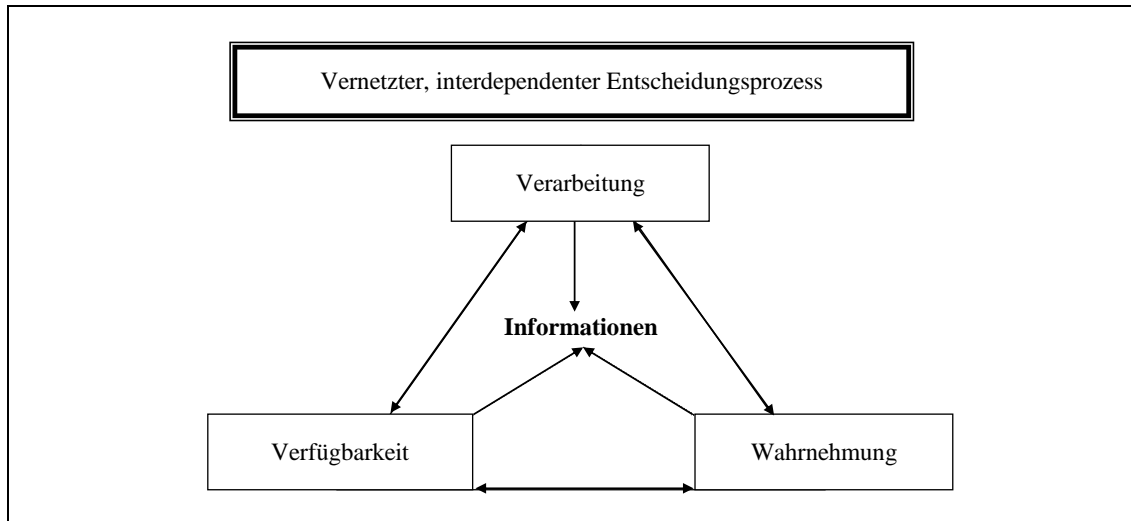 Vernetzter, interdependenter Entscheidungsprozess
Verarbeitung
Informationen
Verfügbarkeit
Wahrnehmung